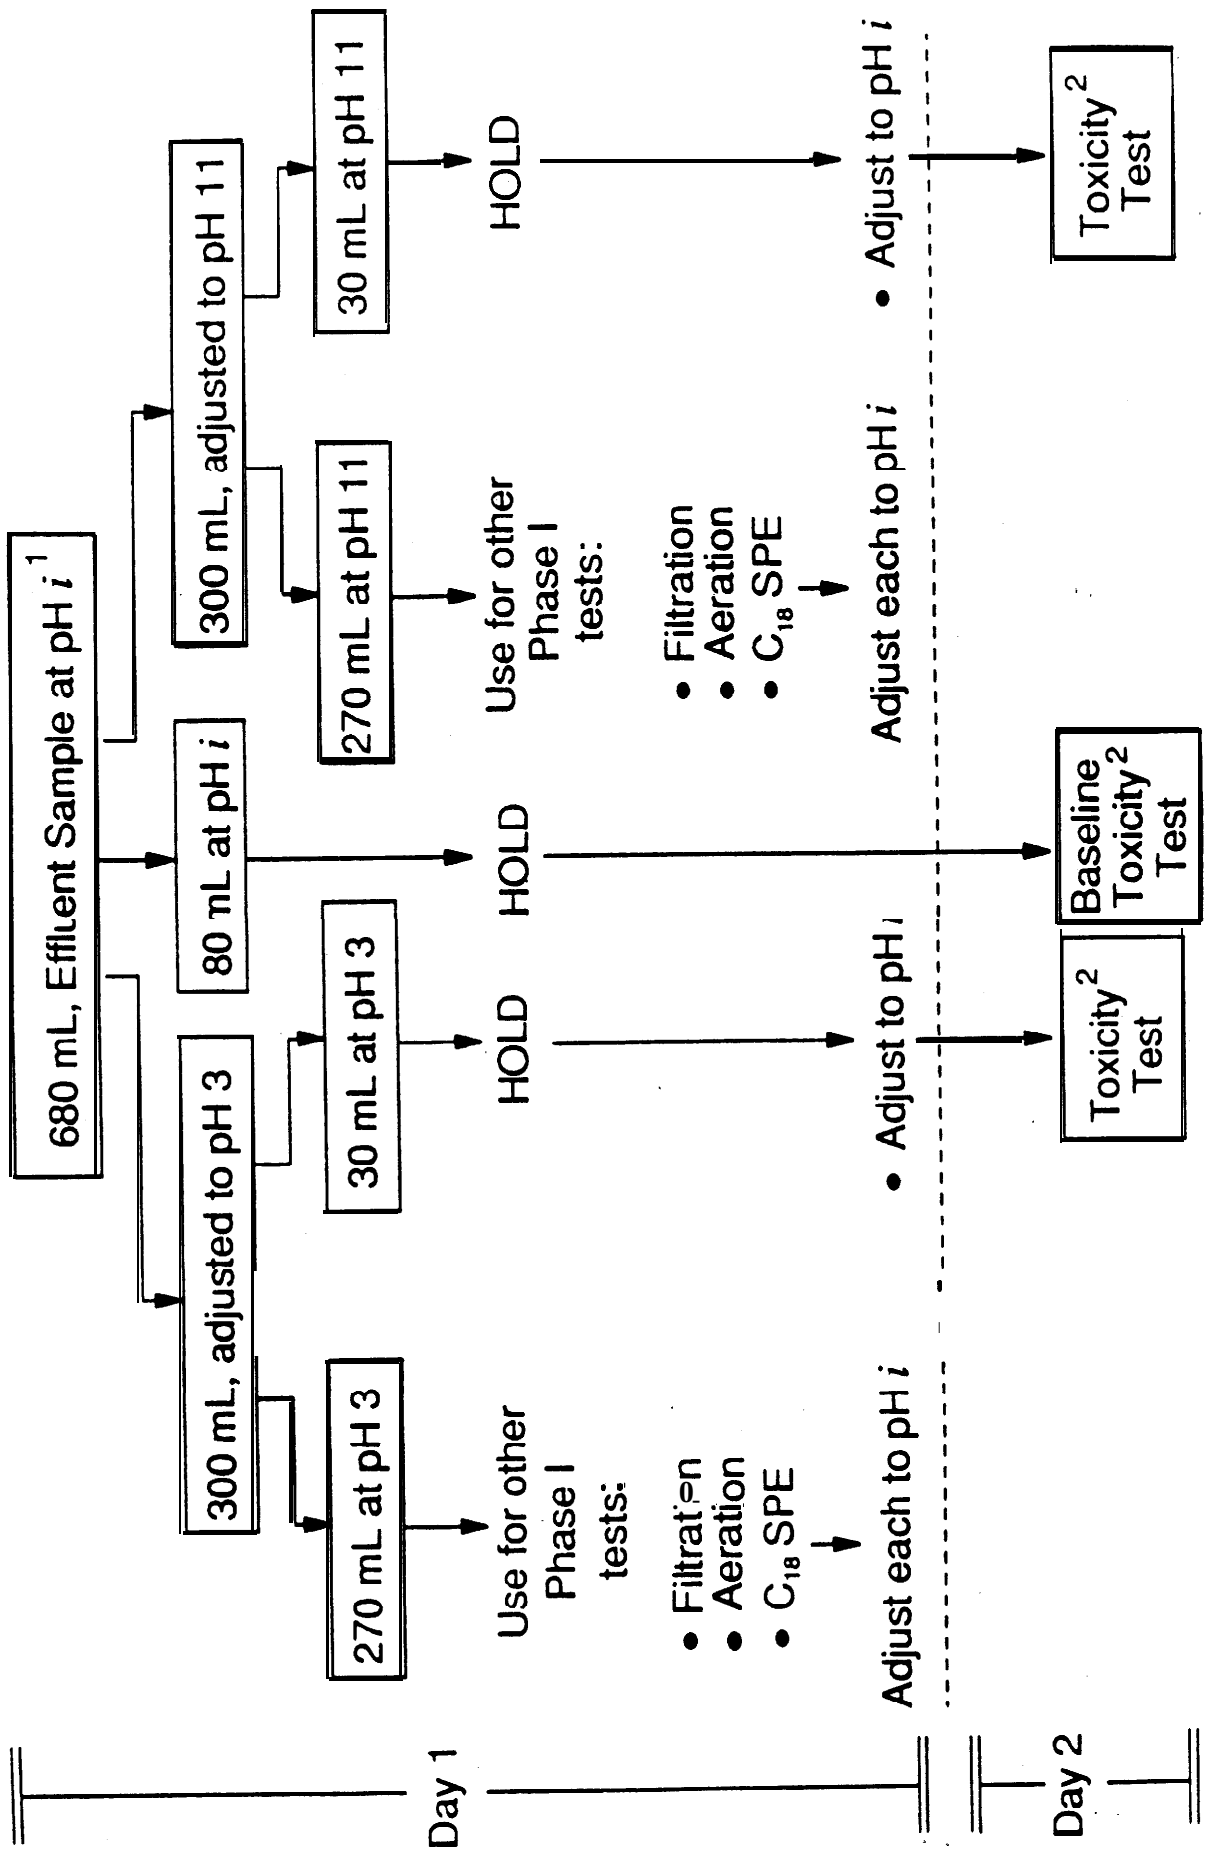 680 mL, Effluent Sample at pH i ¹
300 mL, adjusted to pH 3
80 mL at pH i
300 mL, adjusted to pH 11
270 mL at pH 3
30 mL at pH 3
270 mL at pH 11
30 mL at pH 11
Day 1
Use for other
Phase I
tests:
• Filtration
• Aeration
• C₁₈ SPE
Adjust each to pH i
HOLD
• Adjust to pH i
HOLD
Use for other
Phase I
tests:
• Filtration
• Aeration
• C₁₈ SPE
Adjust each to pH i
HOLD
• Adjust to pH i
Day 2
Toxicity²
Test
Baseline
Toxicity²
Test
Toxicity²
Test